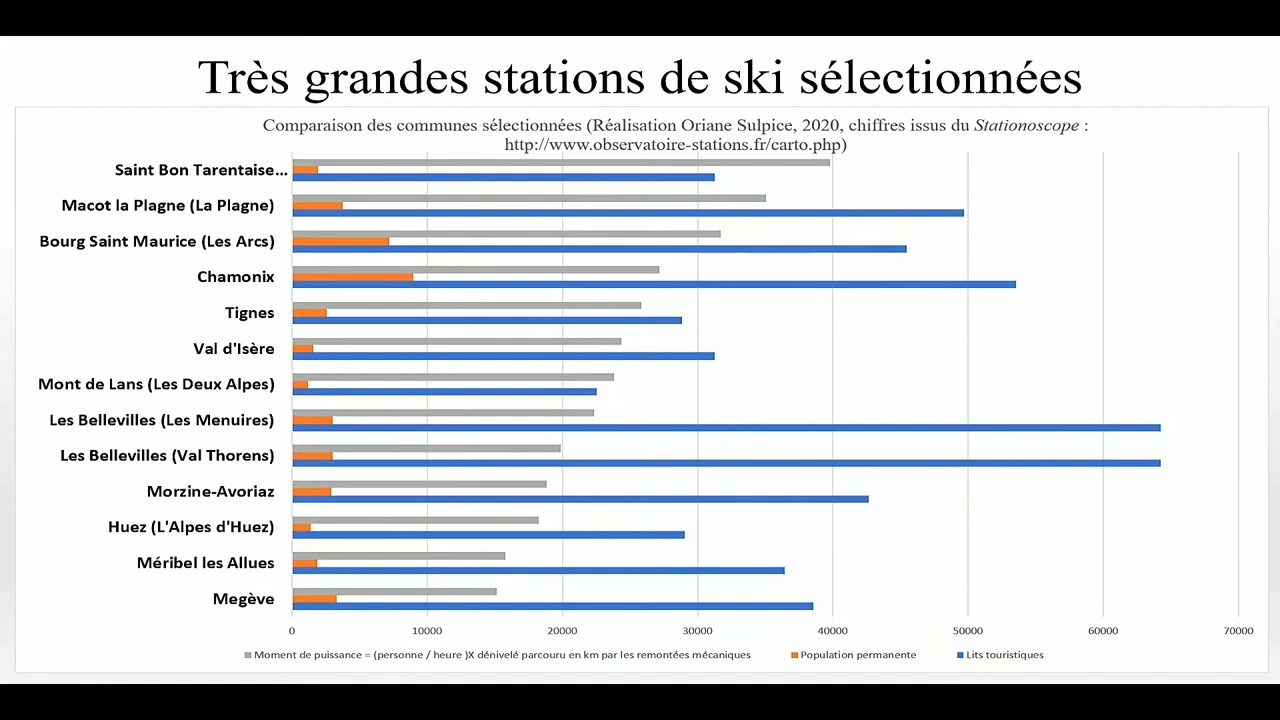 Très grandes stations de ski sélectionnées
Comparaison des communes sélectionnées (Réalisation Oriane Sulpice, 2020, chiffres issus du Stationoscope :
http://www.observatoire-stations.fr/carto.php)
Saint Bon Tarentaise...
Macot la Plagne (La Plagne)
Bourg Saint Maurice (Les Arcs)
Chamonix
Tignes
Val d'Isère
Mont de Lans (Les Deux Alpes)
Les Bellevilles (Les Menuires)
Les Bellevilles (Val Thorens)
Morzine-Avoriaz
Huez (L'Alpes d'Huez)
Méribel les Allues
Megève
0 10000 20000 30000 40000 50000 60000 70000
Moment de puissance = (personne / heure )X dénivelé parcouru en km par les remontées mécaniques Population permanente Lits touristiques